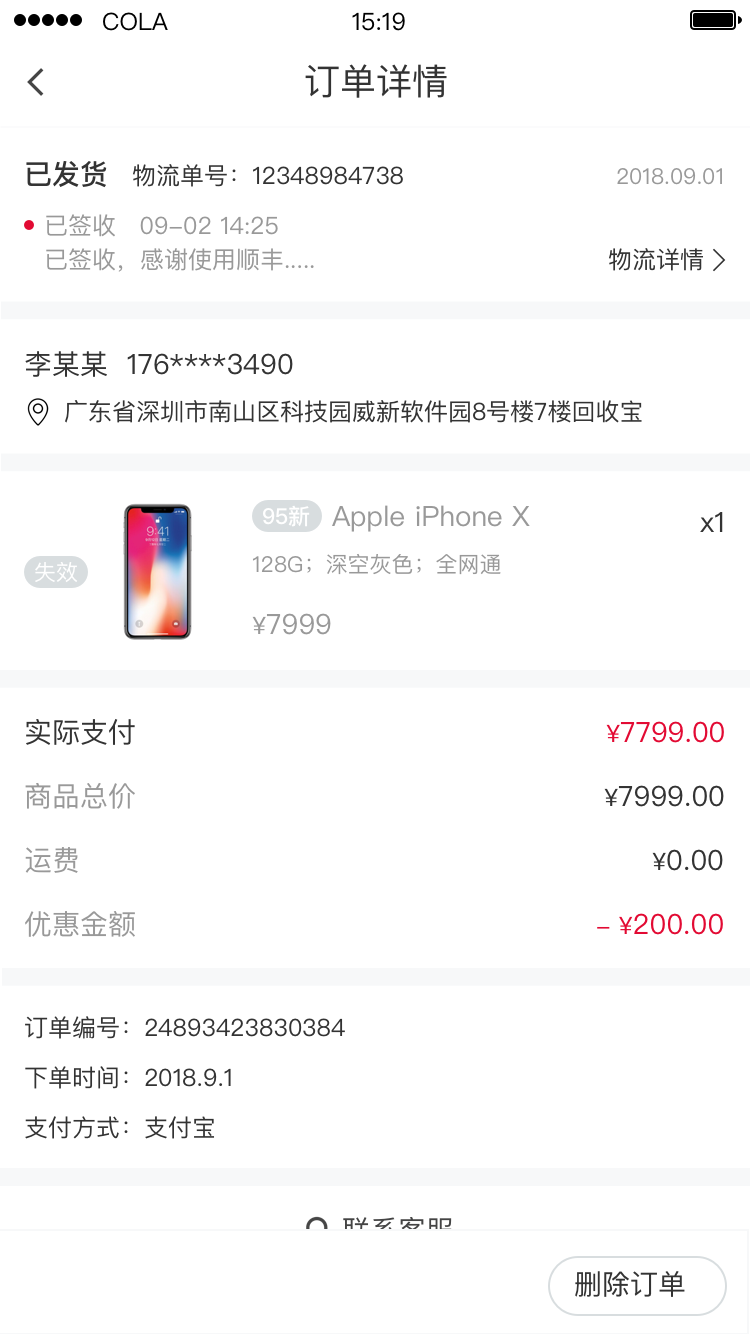 COLA 15:19
订单详情
已发货 物流单号：12348984738 2018.09.01
已签收 09-02 14:25
已签收，感谢使用顺丰..... 物流详情
李某某 176****3490
广东省深圳市南山区科技园威新软件园8号楼7楼回收宝
95新 Apple iPhone X x1
128G；深空灰色；全网通
失效
9:41
¥7999
实际支付 ¥7799.00
商品总价 ¥7999.00
运费 ¥0.00
优惠金额 - ¥200.00
订单编号：24893423830384
下单时间：2018.9.1
支付方式：支付宝
联系客服
删除订单